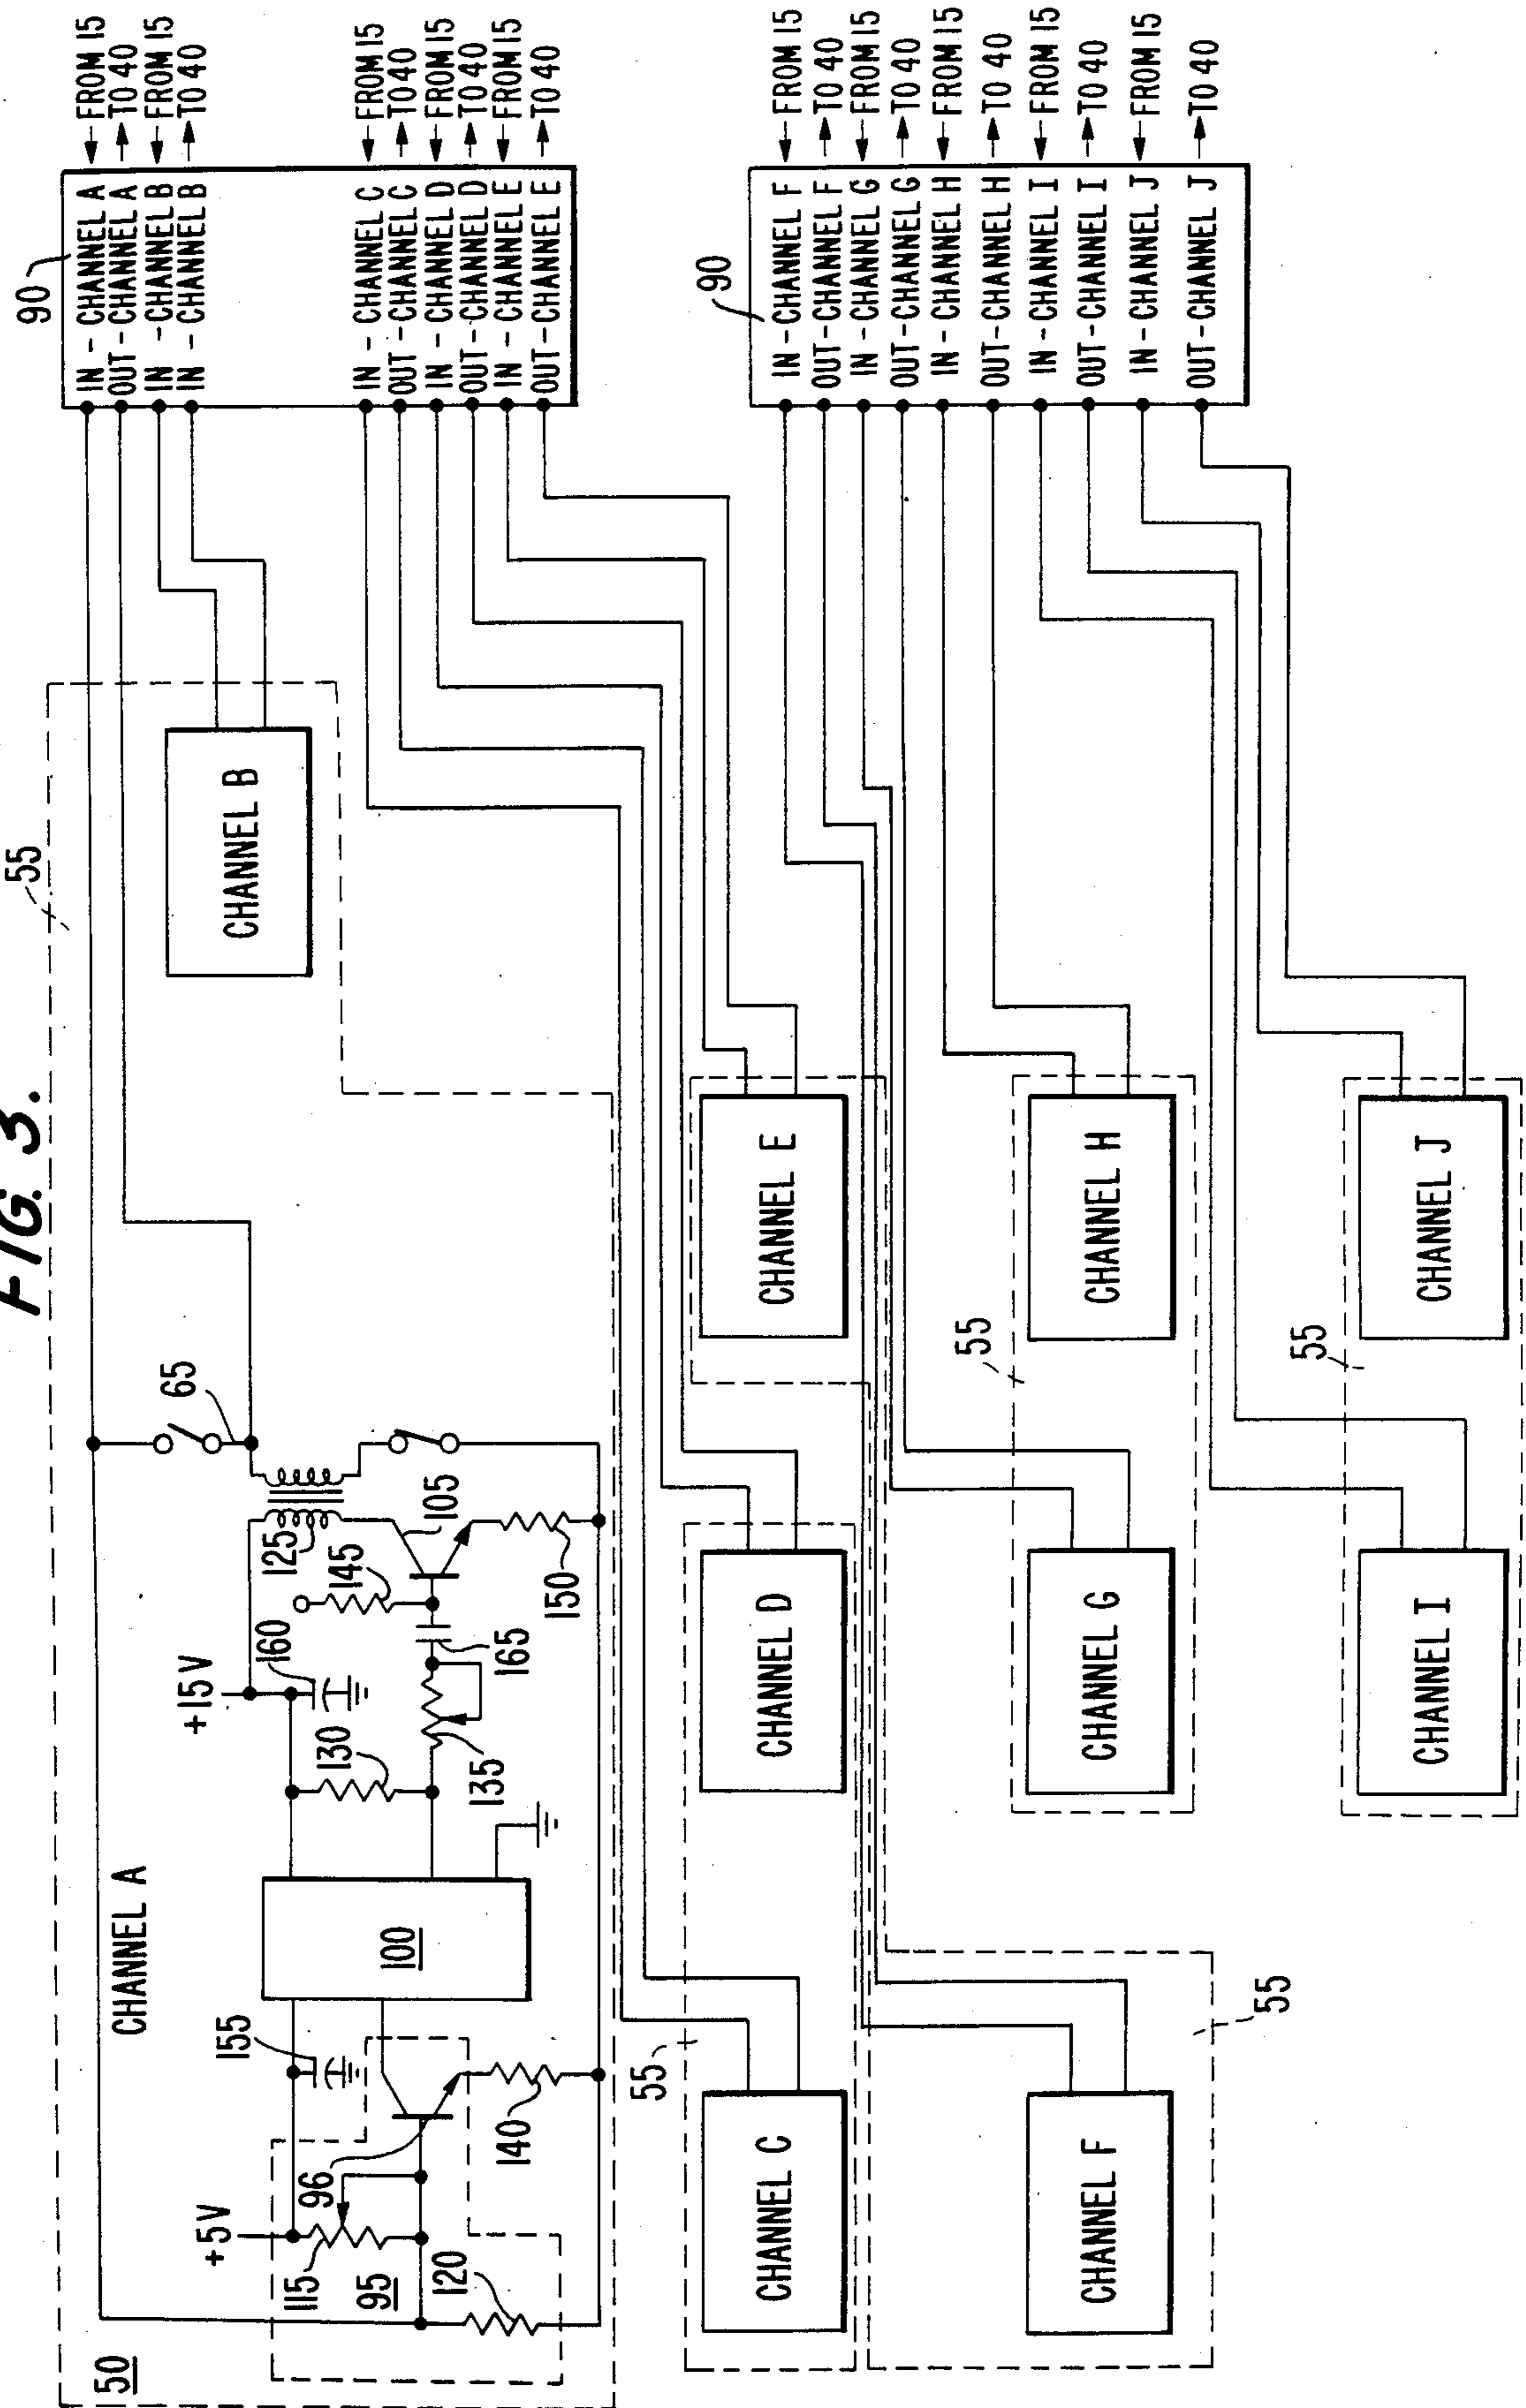 FIG. 3.
50
55
CHANNEL A
+5V
115
95
96
120
140
155
100
+15V
130
135
160
165
145
125
105
150
65
CHANNEL B
90
IN - CHANNEL A ← FROM 15
OUT - CHANNEL A → TO 40
IN - CHANNEL B ← FROM 15
IN - CHANNEL B → TO 40
IN - CHANNEL C ← FROM 15
OUT - CHANNEL C → TO 40
IN - CHANNEL D ← FROM 15
OUT - CHANNEL D → TO 40
IN - CHANNEL E ← FROM 15
OUT - CHANNEL E → TO 40
55
CHANNEL C
CHANNEL D
CHANNEL E
90
IN - CHANNEL F ← FROM 15
OUT - CHANNEL F → TO 40
IN - CHANNEL G ← FROM 15
OUT - CHANNEL G → TO 40
IN - CHANNEL H ← FROM 15
OUT - CHANNEL H → TO 40
IN - CHANNEL I ← FROM 15
OUT - CHANNEL I → TO 40
IN - CHANNEL J ← FROM 15
OUT - CHANNEL J → TO 40
CHANNEL F
55
CHANNEL G
55
CHANNEL H
CHANNEL I
55
CHANNEL J